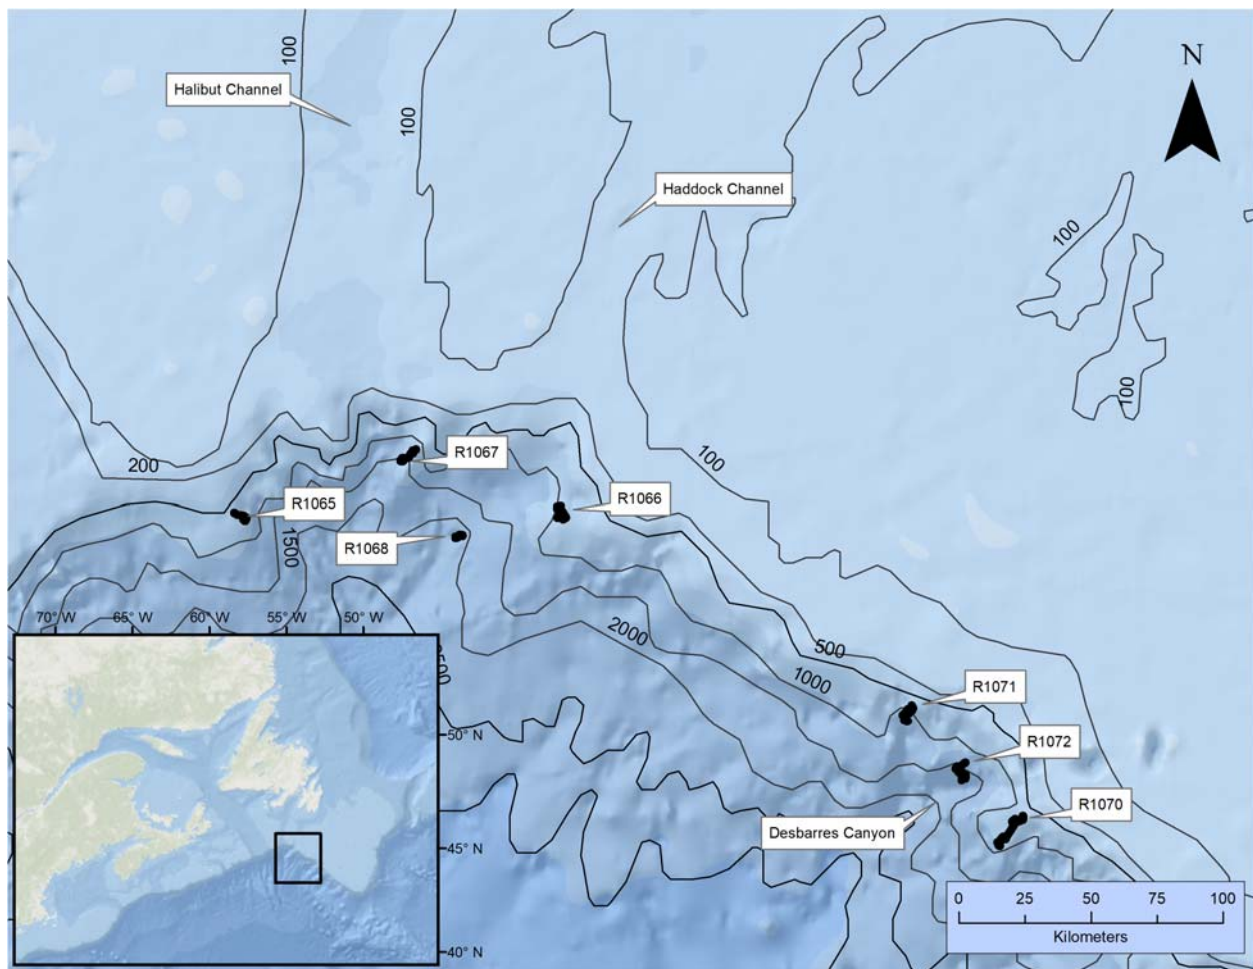 100
Halibut Channel
N
100
Haddock Channel
100
100
100
200
R1067
R1066
R1065
1500
R1068
70° W 65° W 60° W 55° W 50° W
2000
500
1000
R1071
50° N
R1072
R1070
Desbarres Canyon
45° N
0 25 50 75 100
Kilometers
40° N